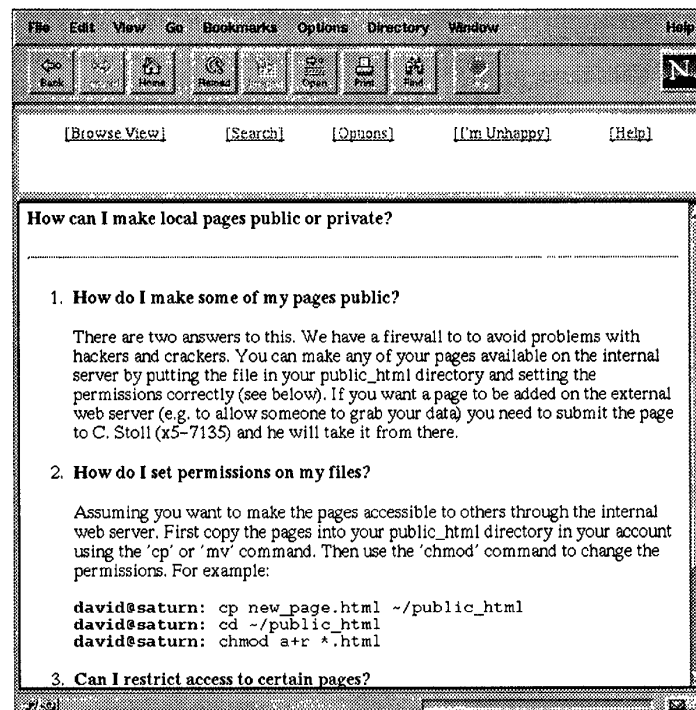 File Edit View Go Bookmarks Options Directory Window Help
Back Home Reload Open Print Find
N
[Browse View] [Search] [Options] [I'm Unhappy] [Help]
How can I make local pages public or private?
1. How do I make some of my pages public?
There are two answers to this. We have a firewall to to avoid problems with
hackers and crackers. You can make any of your pages available on the internal
server by putting the file in your public_html directory and setting the
permissions correctly (see below). If you want a page to be added on the external
web server (e.g. to allow someone to grab your data) you need to submit the page
to C. Stoll (x5-7135) and he will take it from there.
2. How do I set permissions on my files?
Assuming you want to make the pages accessible to others through the internal
web server. First copy the pages into your public_html directory in your account
using the 'cp' or 'mv' command. Then use the 'chmod' command to change the
permissions. For example:
david@saturn: cp new_page.html ~/public_html
david@saturn: cd ~/public_html
david@saturn: chmod a+r *.html
3. Can I restrict access to certain pages?